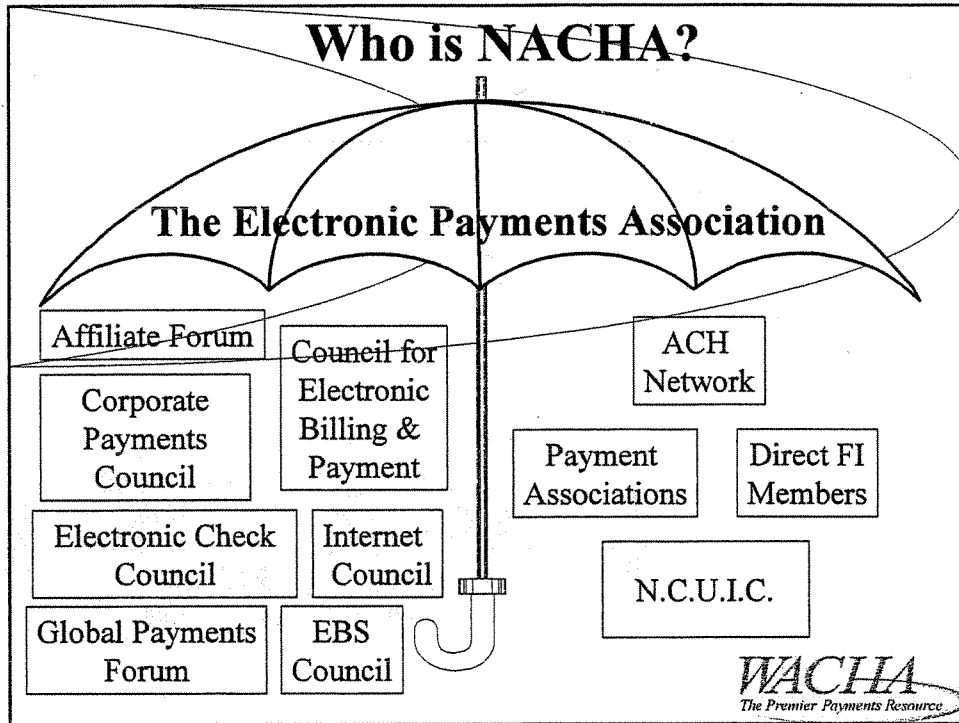 Who is NACHA?
The Electronic Payments Association
Affiliate Forum
Council for
Electronic
Billing &
Payment
Corporate
Payments
Council
Electronic Check
Council
Internet
Council
Global Payments
Forum
EBS
Council
ACH
Network
Payment
Associations
Direct FI
Members
N.C.U.I.C.
WACHA
The Premier Payments Resource